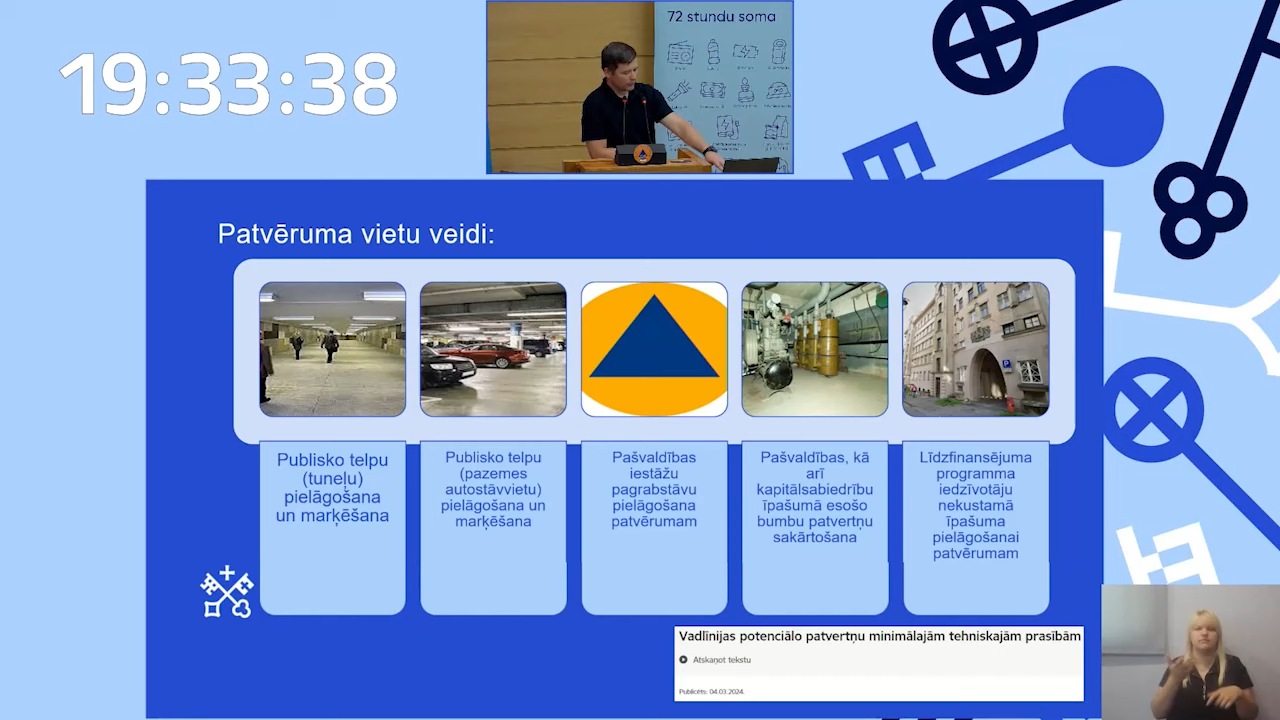 19:33:38
72 stundu soma
Patvēruma vietu veidi:
Publisko telpu
(tuneļu)
pielāgošana
un marķēšana
Publisko telpu
(pazemes
autostāvvietu)
pielāgošana un
marķēšana
Pašvaldības
iestāžu
pagrabstāvu
pielāgošana
patvērumam
Pašvaldības, kā
arī
kapitālsabiedrību
īpašumā esošo
bumbu patvertņu
sakārtošana
Līdzfinansējuma
programma
iedzīvotāju
nekustamā
īpašuma
pielāgošanai
patvērumam
Vadlīnijas potenciālo patvertņu minimālajām tehniskajām prasībām
Atskaņot tekstu
Publicēts: 04.03.2024.